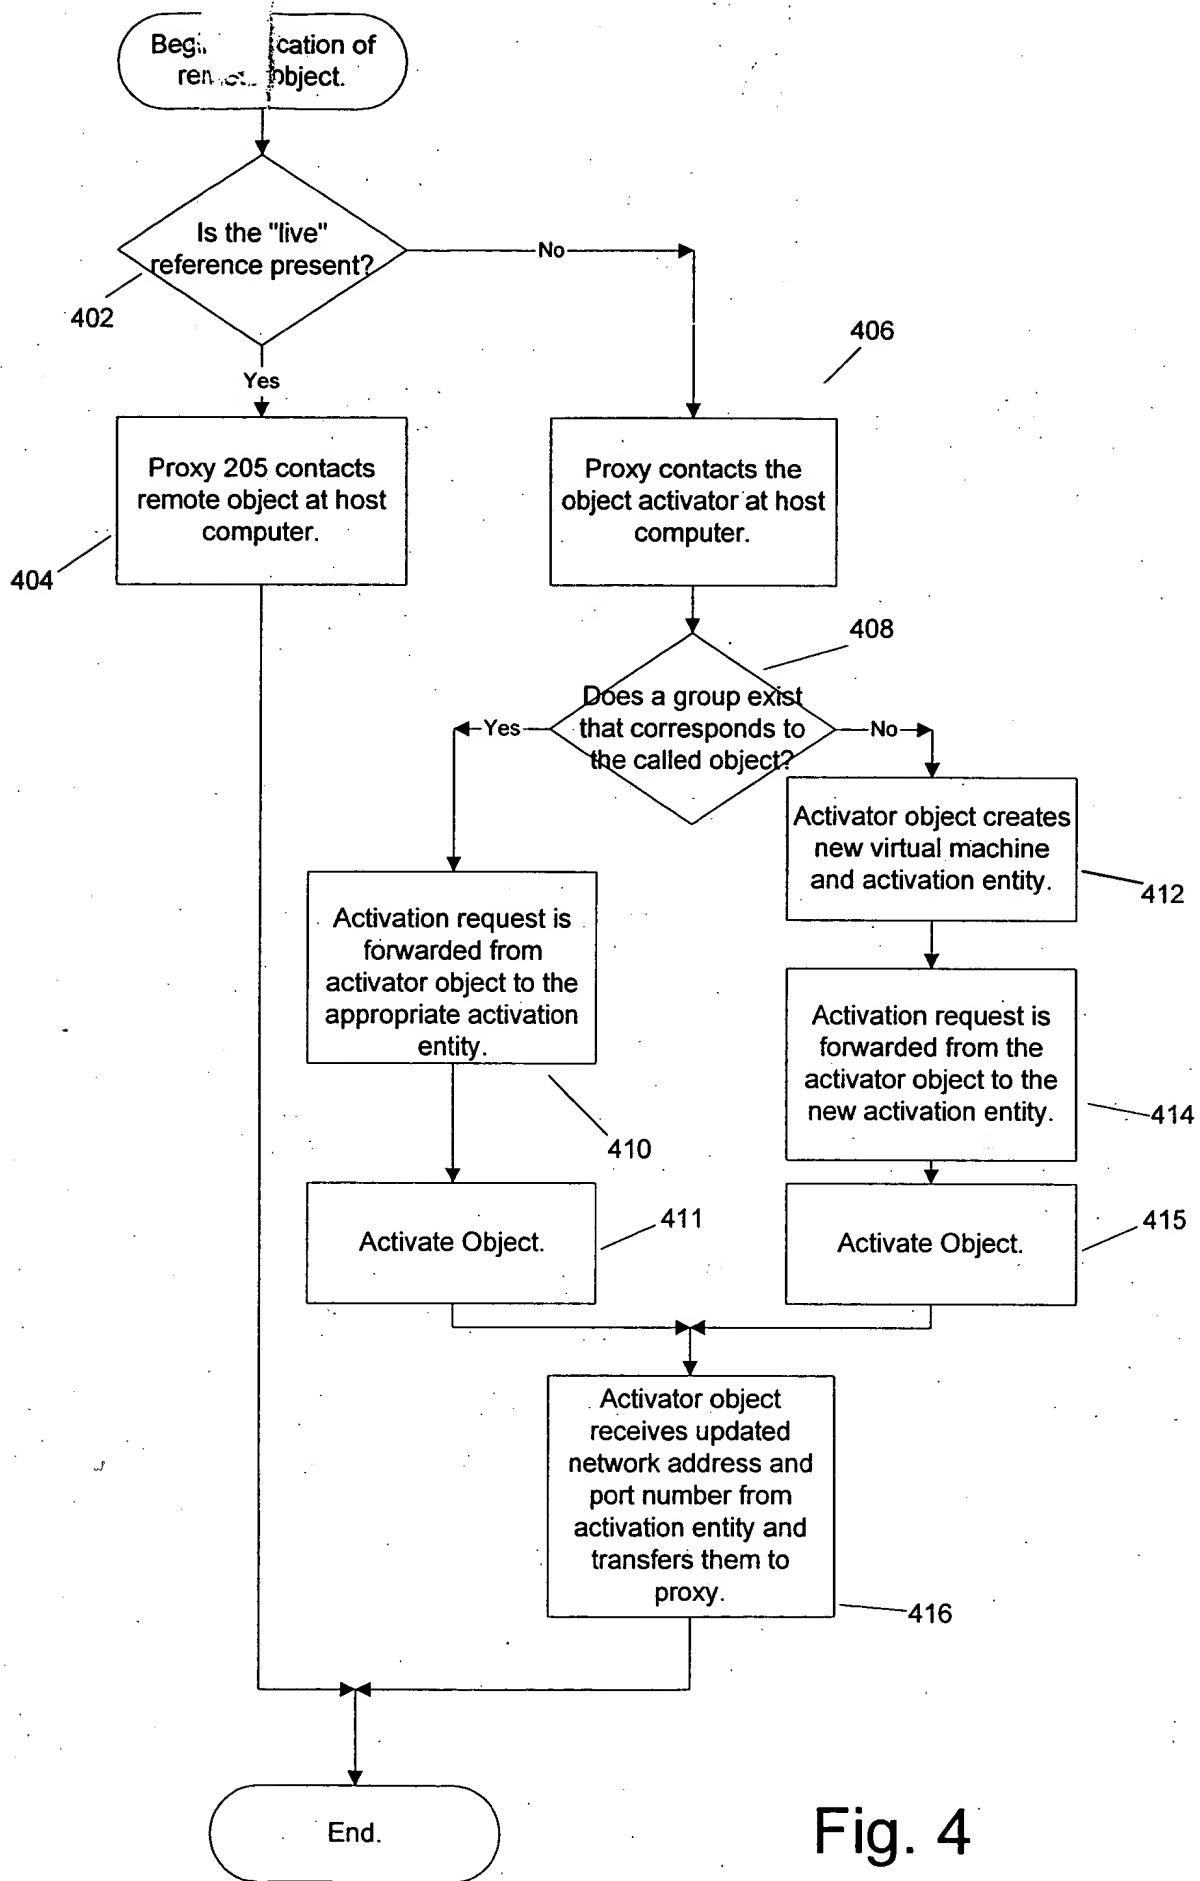 cation of
object.
Is the "live"
reference present?
No
402
Yes
406
Proxy 205 contacts
remote object at host
computer.
404
Proxy contacts the
object activator at host
computer.
408
Does a group exist
that corresponds to
the called object?
Yes
No
Activator object creates
new virtual machine
and activation entity.
412
Activation request is
forwarded from
activator object to the
appropriate activation
entity.
410
Activation request is
forwarded from the
activator object to the
new activation entity.
414
Activate Object.
411
Activate Object.
415
Activator object
receives updated
network address and
port number from
activation entity and
transfers them to
proxy.
416
End.
Fig. 4